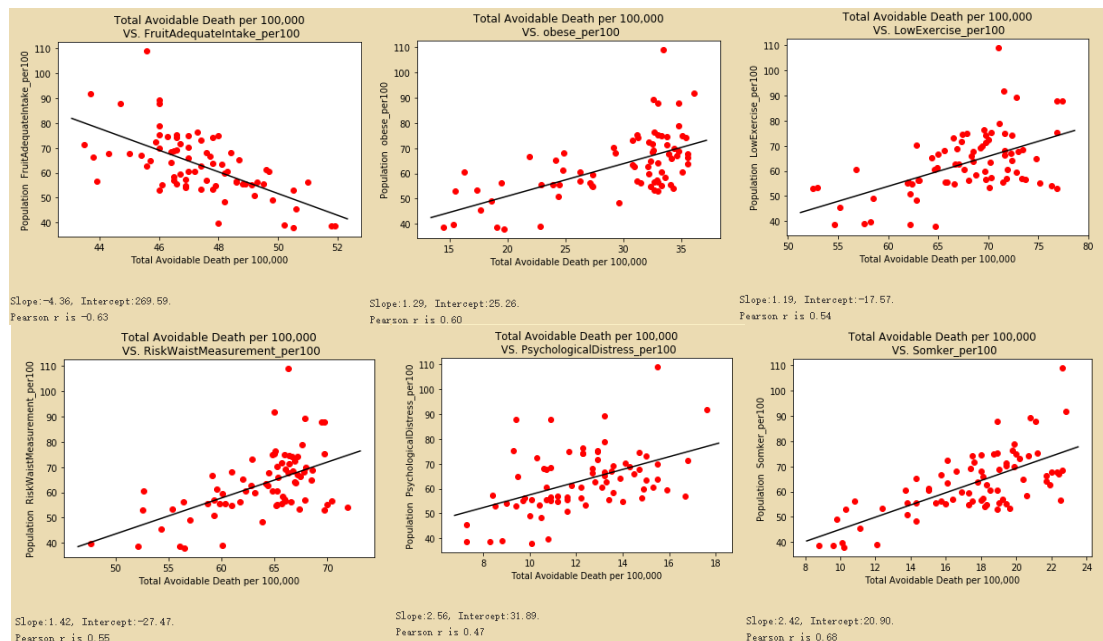 Total Avoidable Death per 100,000
VS. FruitAdequateIntake_per100
Population FruitAdequateIntake_per100
110
100
90
80
70
60
50
40
44
46
48
50
52
Total Avoidable Death per 100,000
Slope:-4.36, Intercept:269.59.
Pearson r is -0.63
Total Avoidable Death per 100,000
VS. obese_per100
Population obese_per100
110
100
90
80
70
60
50
40
15
20
25
30
35
Total Avoidable Death per 100,000
Slope:1.29, Intercept:25.26.
Pearson r is 0.60
Total Avoidable Death per 100,000
VS. LowExercise_per100
Population LowExercise_per100
110
100
90
80
70
60
50
40
50
55
60
65
70
75
80
Total Avoidable Death per 100,000
Slope:1.19, Intercept:-17.57.
Pearson r is 0.54
Total Avoidable Death per 100,000
VS. RiskWaistMeasurement_per100
Population RiskWaistMeasurement_per100
110
100
90
80
70
60
50
40
50
55
60
65
70
Total Avoidable Death per 100,000
Slope:1.42, Intercept:-27.47.
Pearson r is 0.55
Total Avoidable Death per 100,000
VS. PsychologicalDistress_per100
Population PsychologicalDistress_per100
110
100
90
80
70
60
50
40
8
10
12
14
16
18
Total Avoidable Death per 100,000
Slope:2.56, Intercept:31.89.
Pearson r is 0.47
Total Avoidable Death per 100,000
VS. Somker_per100
Population Somker_per100
110
100
90
80
70
60
50
40
8
10
12
14
16
18
20
22
24
Total Avoidable Death per 100,000
Slope:2.42, Intercept:20.90.
Pearson r is 0.68